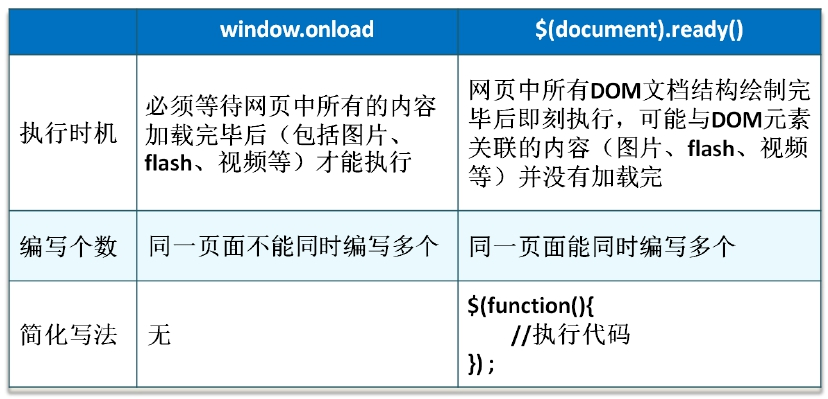 window.onload
$(document).ready()
执行时机
必须等待网页中所有的内容
加载完毕后（包括图片、
flash、视频等）才能执行
网页中所有DOM文档结构绘制完
毕后即刻执行，可能与DOM元素
关联的内容（图片、flash、视频
等）并没有加载完
编写个数
同一页面不能同时编写多个
同一页面能同时编写多个
简化写法
无
$(function(){
//执行代码
}) ;